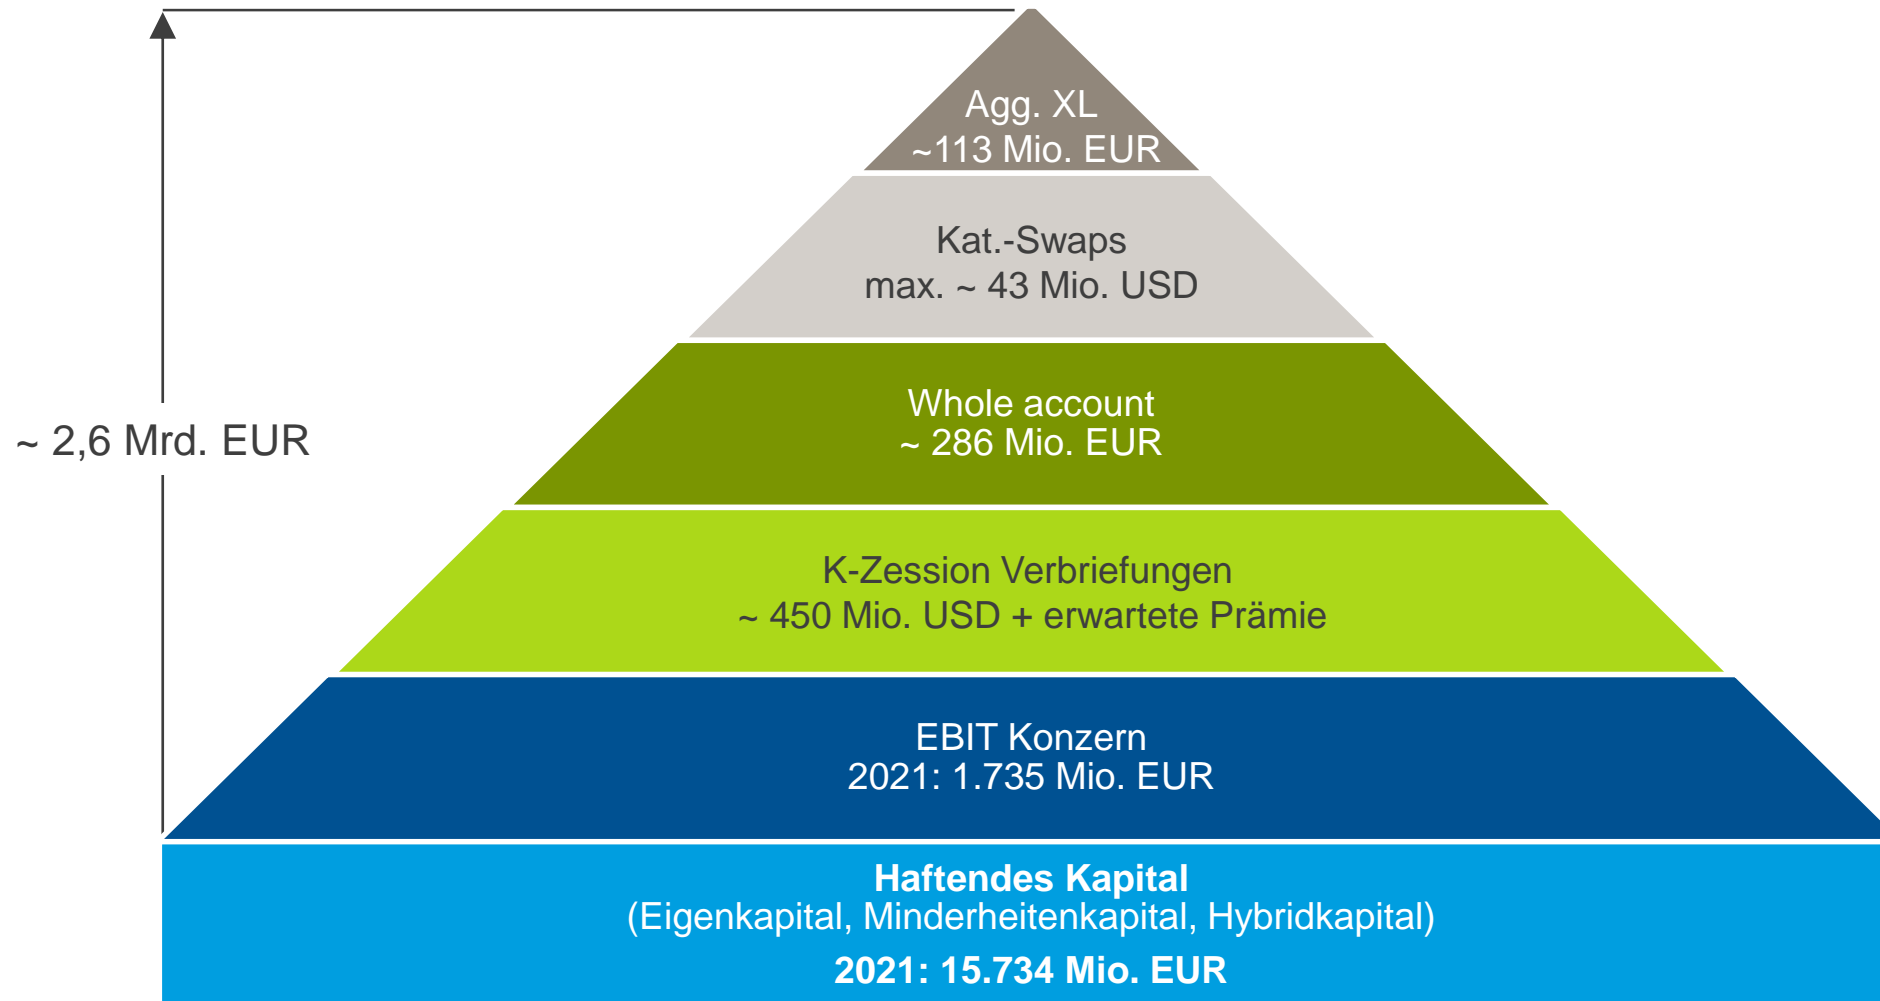 Agg. XL
~113 Mio. EUR
Kat.-Swaps
max. ~ 43 Mio. USD
Whole account
~ 286 Mio. EUR
~ 2,6 Mrd. EUR
K-Zession Verbriefungen
~ 450 Mio. USD + erwartete Prämie
EBIT Konzern
2021: 1.735 Mio. EUR
Haftendes Kapital
(Eigenkapital, Minderheitenkapital, Hybridkapital)
2021: 15.734 Mio. EUR